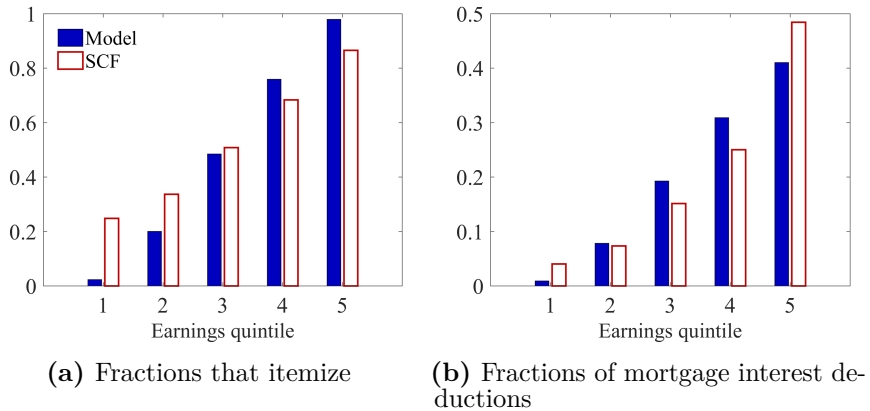 1
0.8
0.6
0.4
0.2
0
Model
SCF
1 2 3 4 5
Earnings quintile
(a) Fractions that itemize
0.5
0.4
0.3
0.2
0.1
0
1 2 3 4 5
Earnings quintile
(b) Fractions of mortgage interest de-
ductions